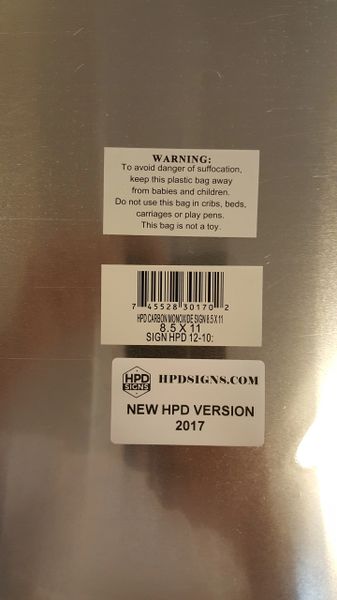 WARNING:
To avoid danger of suffocation,
keep this plastic bag away
from babies and children.
Do not use this bag in cribs, beds,
carriages or play pens.
This bag is not a toy.
7 45528 30170 2
HPD CARBON MONOXIDE SIGN 8.5 X 11
8.5 X 11
SIGN HPD 12-10:
HPD
SIGNS
HPDSIGNS.COM
NEW HPD VERSION
2017